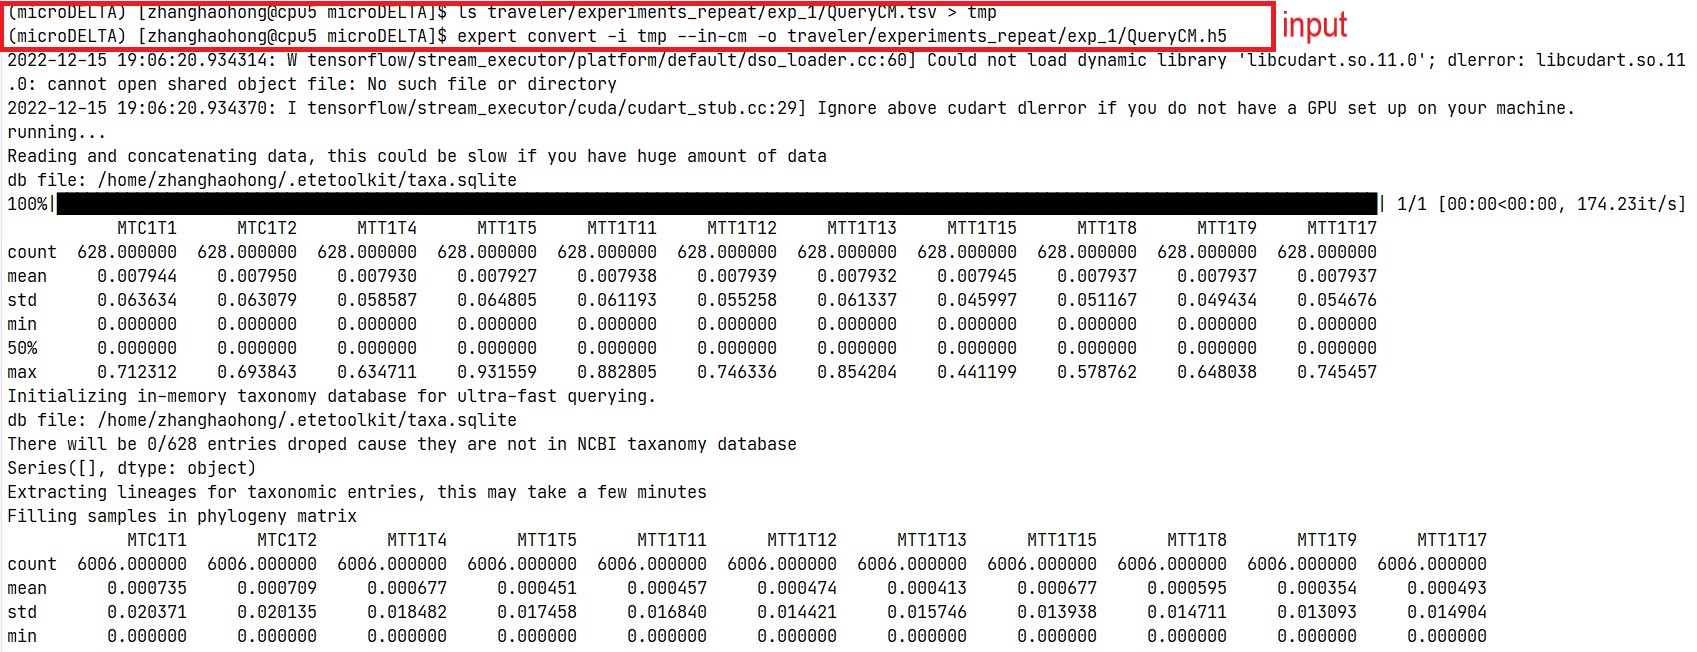 (microDELTA) [zhanghaohong@cpu5 microDELTA]$ ls traveler/experiments_repeat/exp_1/QueryCM.tsv > tmp
(microDELTA) [zhanghaohong@cpu5 microDELTA]$ expert convert -i tmp --in-cm -o traveler/experiments_repeat/exp_1/QueryCM.h5
input
2022-12-15 19:06:20.934314: W tensorflow/stream_executor/platform/default/dso_loader.cc:60] Could not load dynamic library 'libcudart.so.11.0'; dlerror: libcudart.so.11
.0: cannot open shared object file: No such file or directory
2022-12-15 19:06:20.934370: I tensorflow/stream_executor/cuda/cudart_stub.cc:29] Ignore above cudart dlerror if you do not have a GPU set up on your machine.
running...
Reading and concatenating data, this could be slow if you have huge amount of data
db file: /home/zhanghaohong/.etetoolkit/taxa.sqlite
100%| | 1/1 [00:00<00:00, 174.23it/s]
MTC1T1 MTC1T2 MTT1T4 MTT1T5 MTT1T11 MTT1T12 MTT1T13 MTT1T15 MTT1T8 MTT1T9 MTT1T17
count 628.000000 628.000000 628.000000 628.000000 628.000000 628.000000 628.000000 628.000000 628.000000 628.000000 628.000000
mean 0.007944 0.007950 0.007930 0.007927 0.007938 0.007939 0.007932 0.007945 0.007937 0.007937 0.007937
std 0.063634 0.063079 0.058587 0.064805 0.061193 0.055258 0.061337 0.045997 0.051167 0.049434 0.054676
min 0.000000 0.000000 0.000000 0.000000 0.000000 0.000000 0.000000 0.000000 0.000000 0.000000 0.000000
50% 0.000000 0.000000 0.000000 0.000000 0.000000 0.000000 0.000000 0.000000 0.000000 0.000000 0.000000
max 0.712312 0.693843 0.634711 0.931559 0.882805 0.746336 0.854204 0.441199 0.578762 0.648038 0.745457
Initializing in-memory taxonomy database for ultra-fast querying.
db file: /home/zhanghaohong/.etetoolkit/taxa.sqlite
There will be 0/628 entries droped cause they are not in NCBI taxanomy database
Series([], dtype: object)
Extracting lineages for taxonomic entries, this may take a few minutes
Filling samples in phylogeny matrix
MTC1T1 MTC1T2 MTT1T4 MTT1T5 MTT1T11 MTT1T12 MTT1T13 MTT1T15 MTT1T8 MTT1T9 MTT1T17
count 6006.000000 6006.000000 6006.000000 6006.000000 6006.000000 6006.000000 6006.000000 6006.000000 6006.000000 6006.000000 6006.000000
mean 0.000735 0.000709 0.000677 0.000451 0.000457 0.000474 0.000413 0.000677 0.000595 0.000354 0.000493
std 0.020371 0.020135 0.018482 0.017458 0.016840 0.014421 0.015746 0.013938 0.014711 0.013093 0.014904
min 0.000000 0.000000 0.000000 0.000000 0.000000 0.000000 0.000000 0.000000 0.000000 0.000000 0.000000